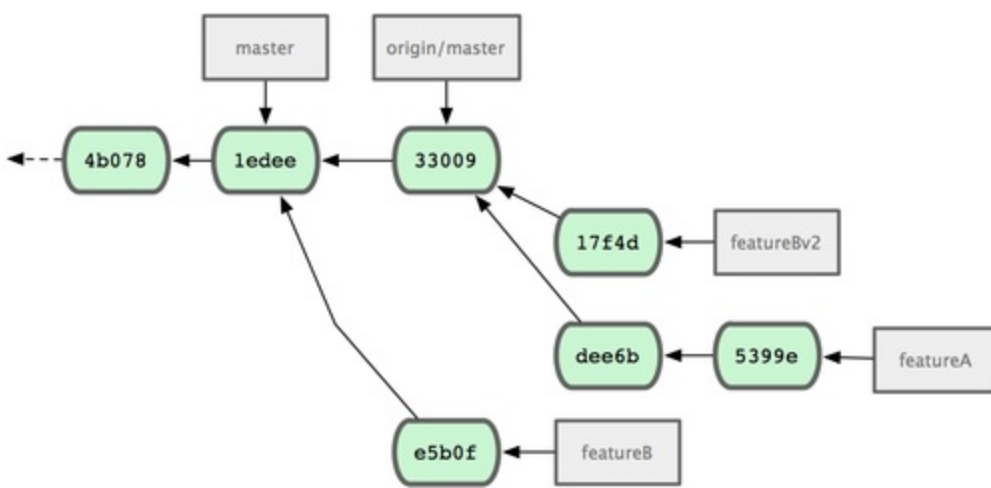 master
origin/master
4b078
1edee
33009
17f4d
featureBv2
dee6b
5399e
featureA
e5b0f
featureB